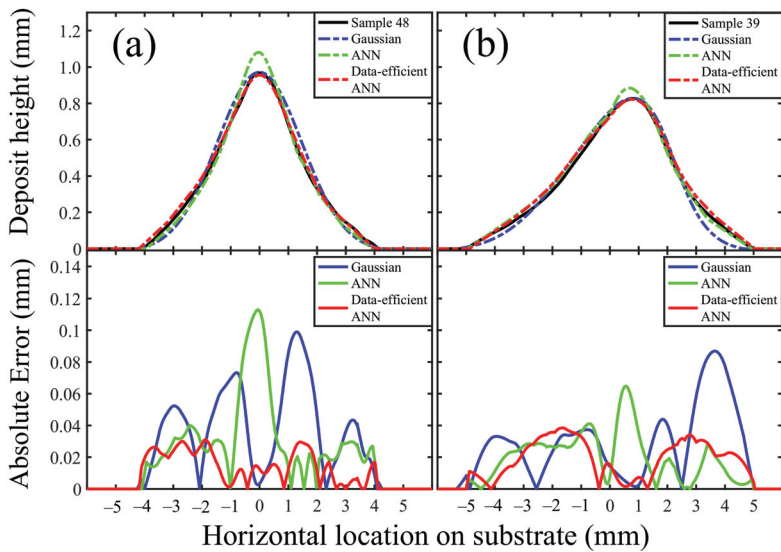 Deposit height (mm)
1.2
1.0
0.8
0.6
0.4
0.2
0
(a)
Sample 48
Gaussian
ANN
Data-efficient
ANN
(b)
Sample 39
Gaussian
ANN
Data-efficient
ANN
Absolute Error (mm)
0.14
0.12
0.1
0.08
0.06
0.04
0.02
0
Gaussian
ANN
Data-efficient
ANN
Gaussian
ANN
Data-efficient
ANN
−5 −4 −3 −2 −1 0 1 2 3 4 5
−5 −4 −3 −2 −1 0 1 2 3 4 5
Horizontal location on substrate (mm)